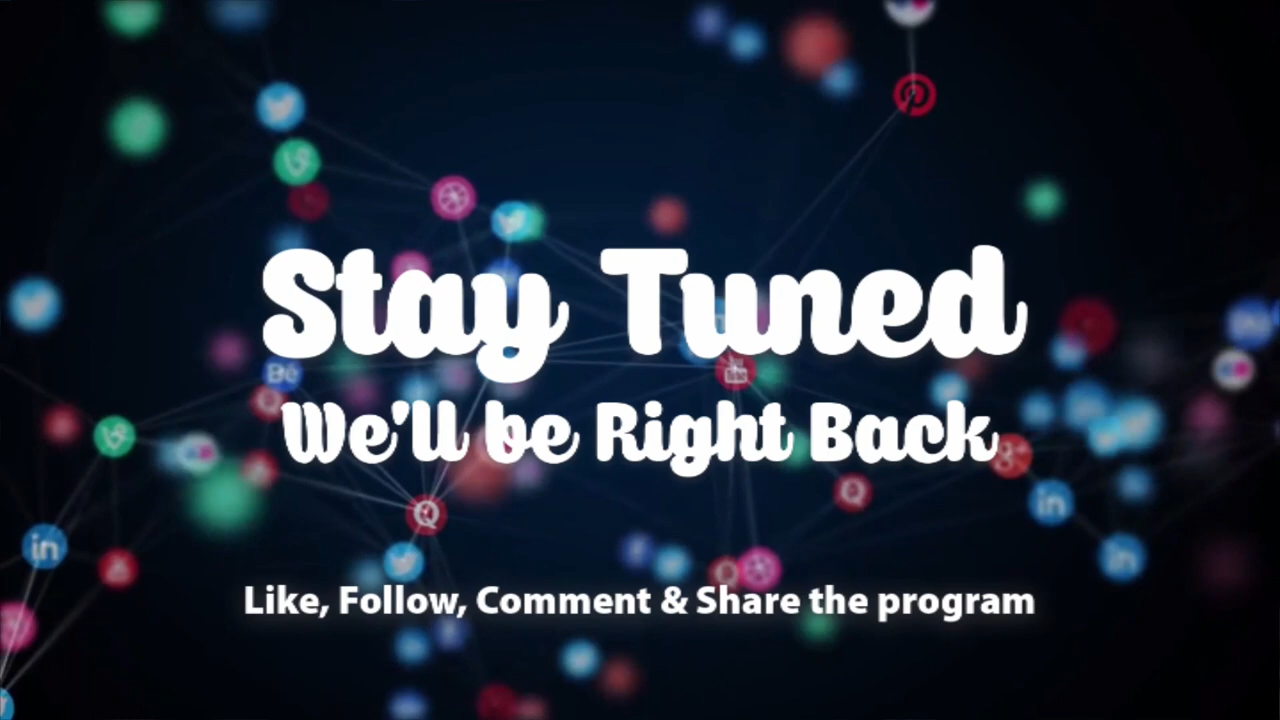 Stay Tuned
We'll be Right Back
Like, Follow, Comment & Share the program